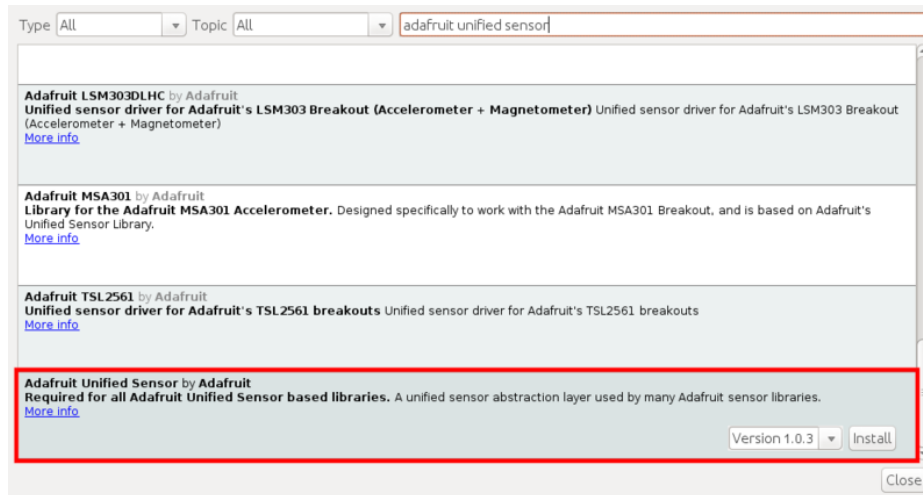 Type All Topic All adafruit unified sensor
Adafruit LSM303DLHC by Adafruit
Unified sensor driver for Adafruit's LSM303 Breakout (Accelerometer + Magnetometer) Unified sensor driver for Adafruit's LSM303 Breakout
(Accelerometer + Magnetometer)
More info
Adafruit MSA301 by Adafruit
Library for the Adafruit MSA301 Accelerometer. Designed specifically to work with the Adafruit MSA301 Breakout, and is based on Adafruit's
Unified Sensor Library.
More info
Adafruit TSL2561 by Adafruit
Unified sensor driver for Adafruit's TSL2561 breakouts Unified sensor driver for Adafruit's TSL2561 breakouts
More info
Adafruit Unified Sensor by Adafruit
Required for all Adafruit Unified Sensor based libraries. A unified sensor abstraction layer used by many Adafruit sensor libraries.
More info
Version 1.0.3 Install
Close